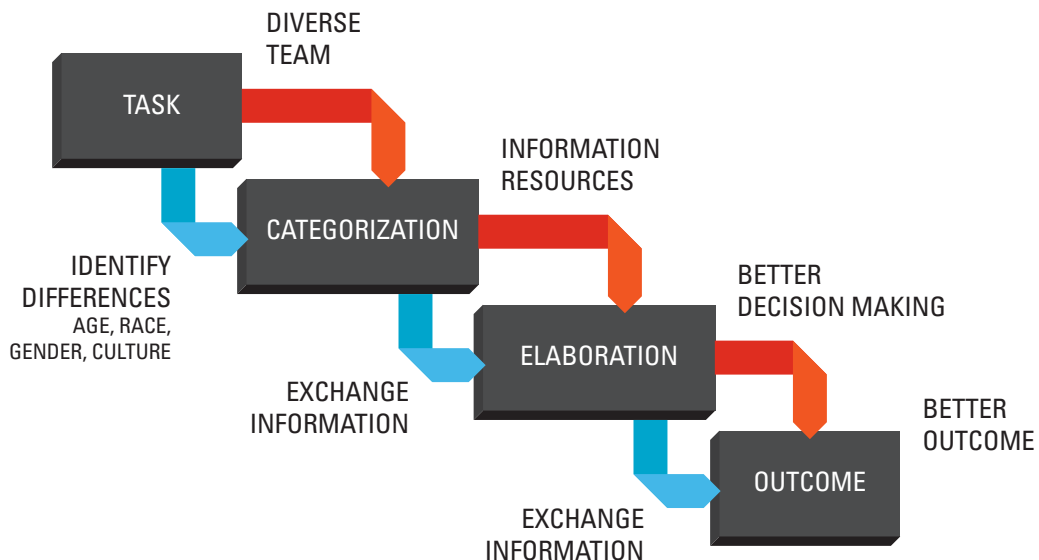 DIVERSE
TEAM
TASK
INFORMATION
RESOURCES
CATEGORIZATION
IDENTIFY
DIFFERENCES
AGE, RACE,
GENDER, CULTURE
BETTER
DECISION MAKING
ELABORATION
EXCHANGE
INFORMATION
BETTER
OUTCOME
OUTCOME
EXCHANGE
INFORMATION